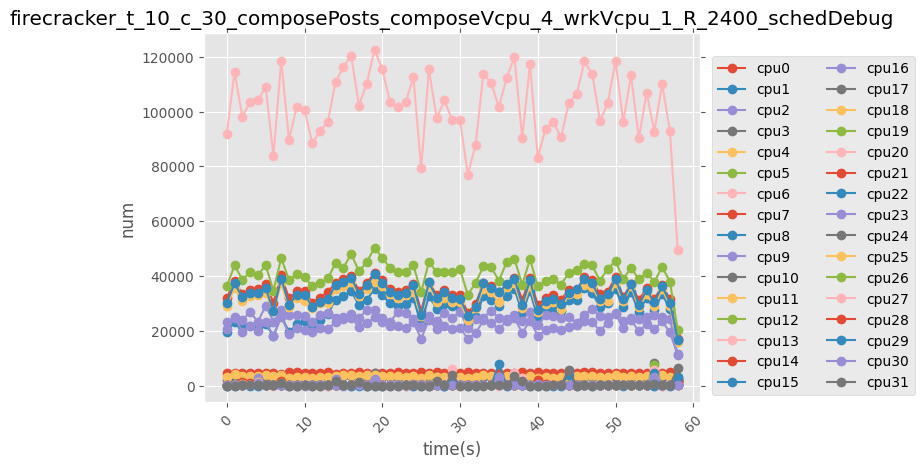 firecracker_t_10_c_30_composePosts_composeVcpu_4_wrkVcpu_1_R_2400_schedDebug
120000
100000
80000
60000
40000
20000
0
num
0
10
20
30
40
50
60
time(s)
cpu0
cpu1
cpu2
cpu3
cpu4
cpu5
cpu6
cpu7
cpu8
cpu9
cpu10
cpu11
cpu12
cpu13
cpu14
cpu15
cpu16
cpu17
cpu18
cpu19
cpu20
cpu21
cpu22
cpu23
cpu24
cpu25
cpu26
cpu27
cpu28
cpu29
cpu30
cpu31